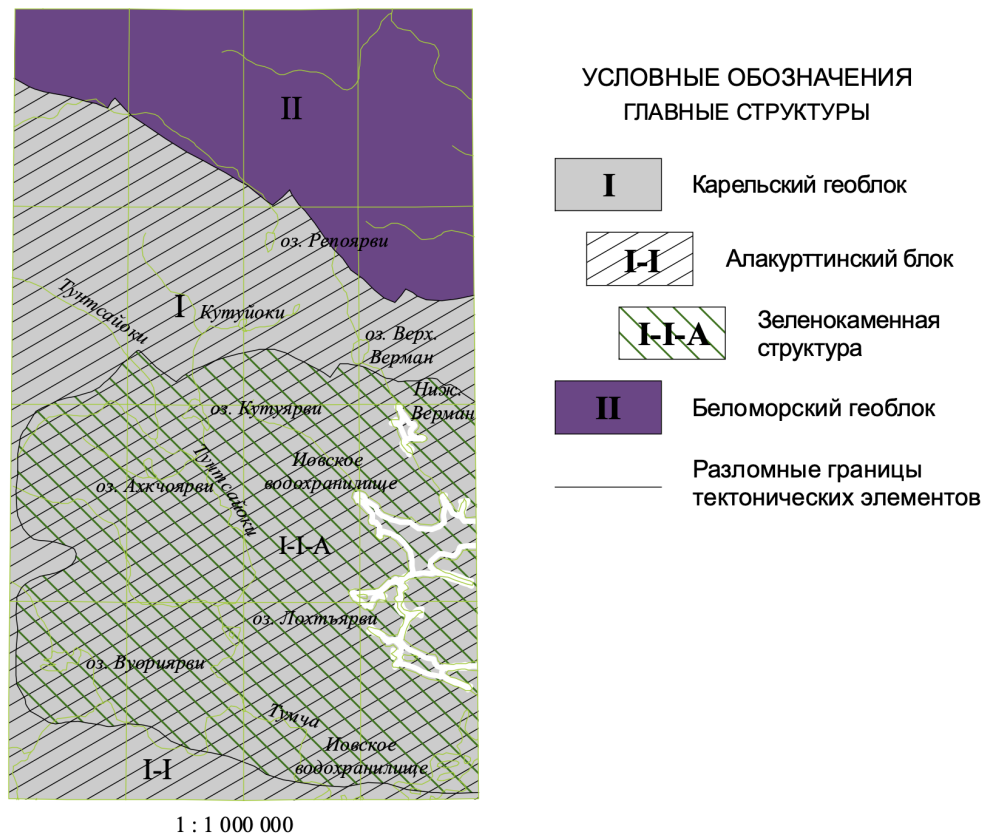 II
оз. Репоярви
Тунтсайоки
I
Кутуйоки
оз. Верх.
Верман
Ниж.
Верман
оз. Кутуярви
Тунтсайоки
Иовское
водохранилище
оз. Ахкчоярви
I-I-A
оз. Лохтъярви
оз. Вуориярви
Тумча
Иовское
водохранилище
I-I
1 : 1 000 000
УСЛОВНЫЕ ОБОЗНАЧЕНИЯ
ГЛАВНЫЕ СТРУКТУРЫ
I
Карельский геоблок
I-I
Алакурттинский блок
I-I-A
Зеленокаменная
структура
II
Беломорский геоблок
Разломные границы
тектонических элементов